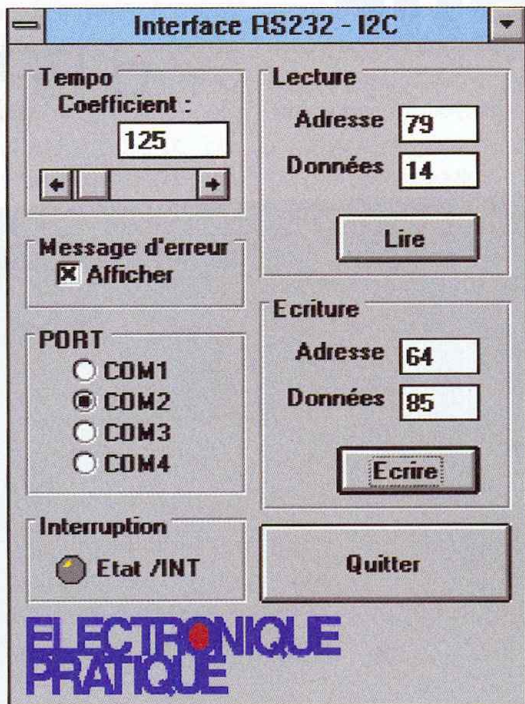 Interface RS232 - I2C
Tempo
Coefficient :
125
Message d'erreur
Afficher
PORT
COM1
COM2
COM3
COM4
Interruption
Etat /INT
Lecture
Adresse 79
Données 14
Lire
Ecriture
Adresse 64
Données 85
Ecrire
Quitter
ELECTRONIQUE
PRATIQUE